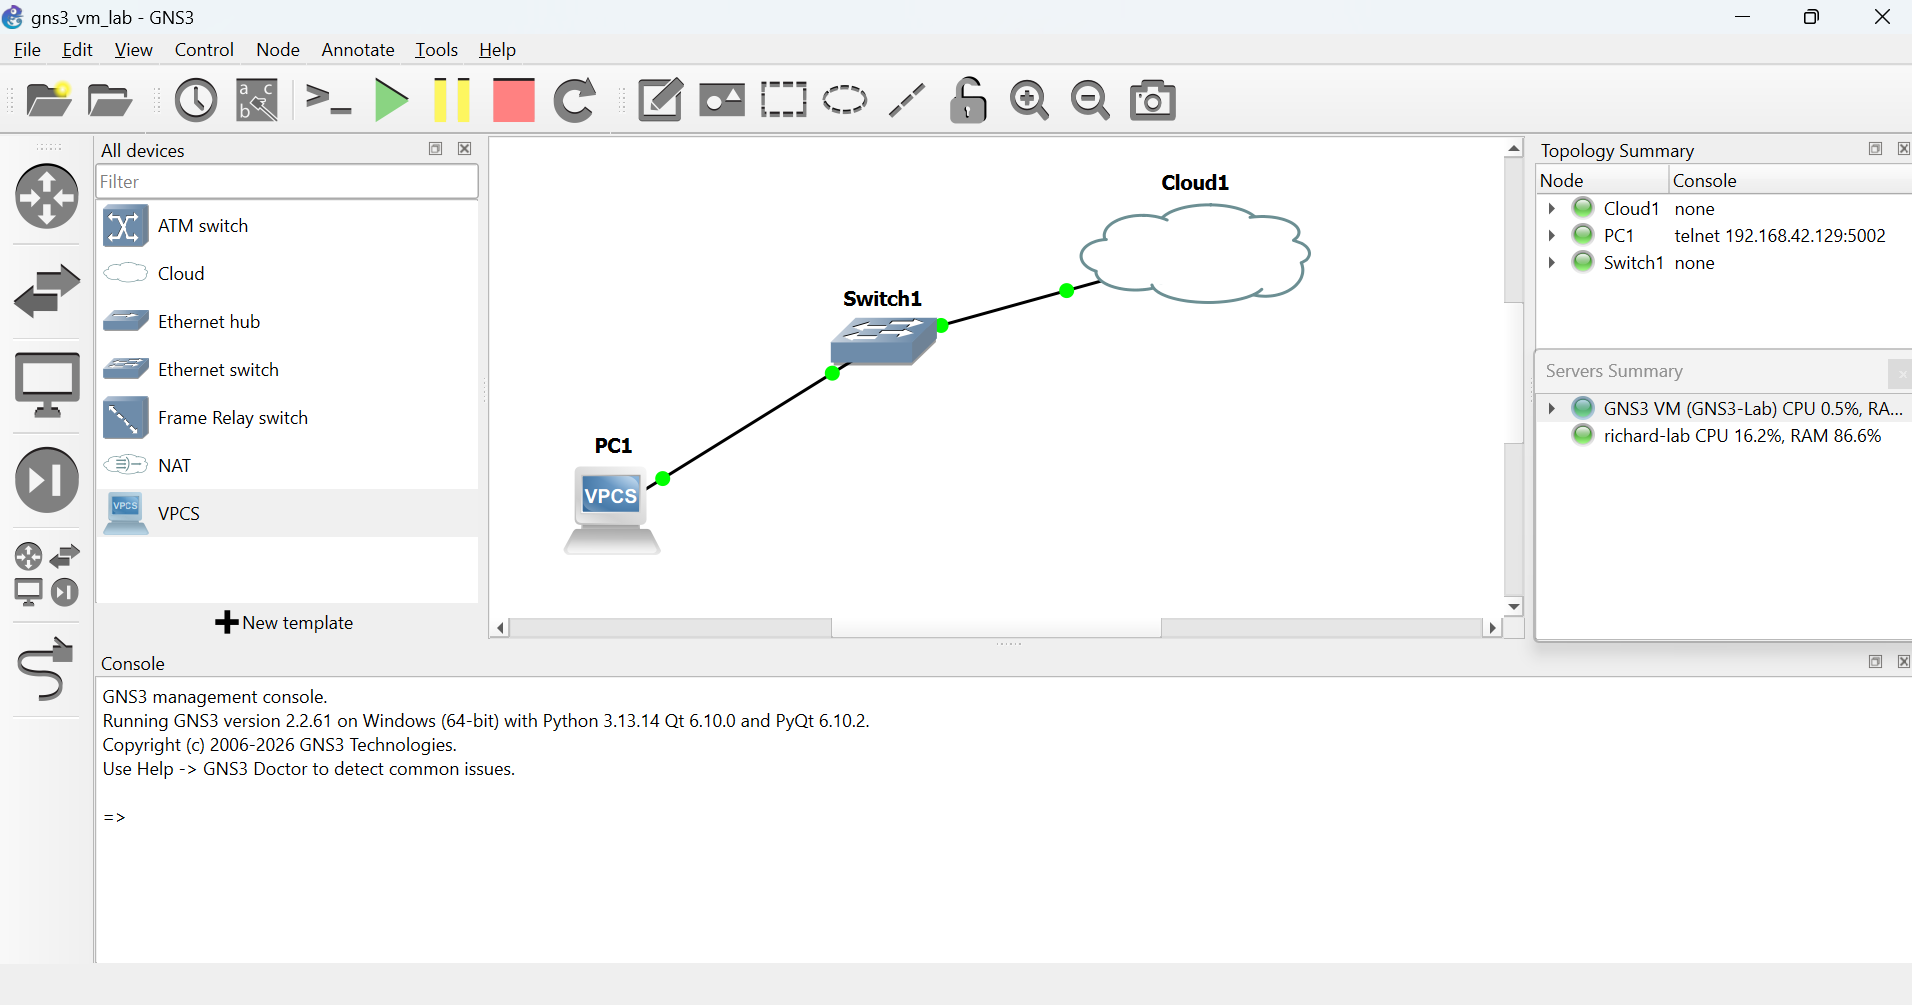 gns3_vm_lab - GNS3
File Edit View Control Node Annotate Tools Help
a c
b
>_
All devices
Filter
ATM switch
Cloud
Ethernet hub
Ethernet switch
Frame Relay switch
NAT
VPCS
VPCS
New template
Cloud1
Switch1
PC1
VPCS
Topology Summary
Node Console
Cloud1 none
PC1 telnet 192.168.42.129:5002
Switch1 none
Servers Summary
GNS3 VM (GNS3-Lab) CPU 0.5%, RA...
richard-lab CPU 16.2%, RAM 86.6%
Console
GNS3 management console.
Running GNS3 version 2.2.61 on Windows (64-bit) with Python 3.13.14 Qt 6.10.0 and PyQt 6.10.2.
Copyright (c) 2006-2026 GNS3 Technologies.
Use Help -> GNS3 Doctor to detect common issues.
=>